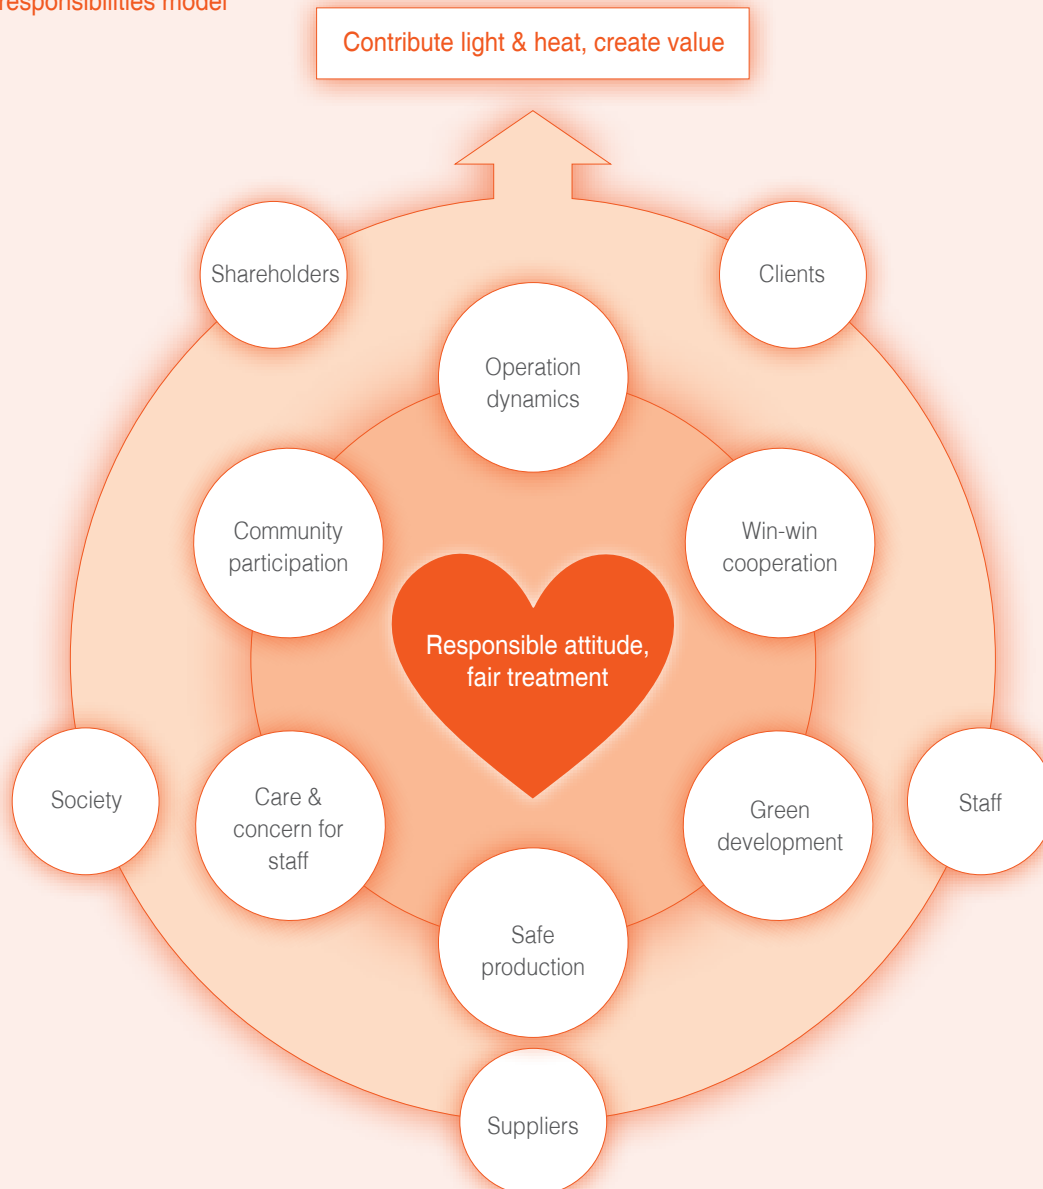 responsibilities model
Contribute light & heat, create value
Shareholders
Clients
Operation
dynamics
Community
participation
Win-win
cooperation
Responsible attitude,
fair treatment
Society
Care &
concern for
staff
Green
development
Staff
Safe
production
Suppliers